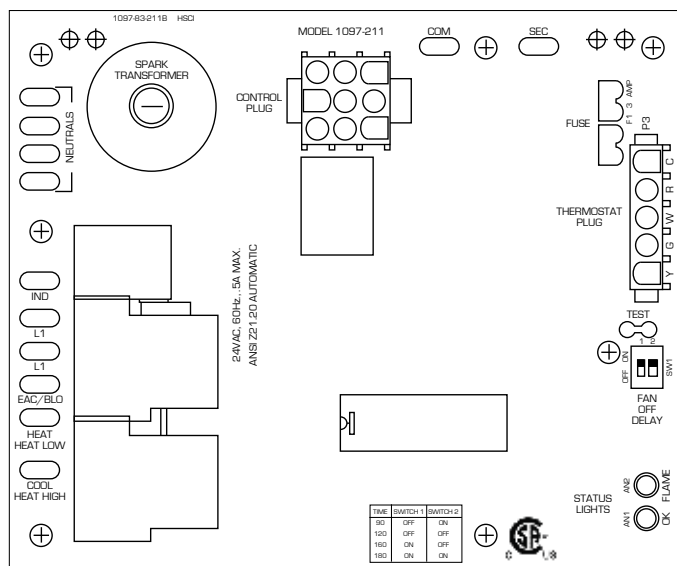 1097-83-211B HSCI
MODEL 1097-211
COM
SEC
SPARK
TRANSFORMER
CONTROL
PLUG
NEUTRALS
F1 3 AMP
FUSE
P3
C
R
W
G
Y
THERMOSTAT
PLUG
24VAC, 60Hz., .5A MAX.
ANSI Z21.20 AUTOMATIC
IND
L1
L1
EAC/BLO
HEAT
HEAT LOW
COOL
HEAT HIGH
TEST
1 2
OFF ON
SW1
FAN
OFF
DELAY
STATUS
LIGHTS
AN2 FLAME
AN1 OK
TIME SWITCH 1 SWITCH 2
90 OFF ON
120 OFF OFF
160 ON OFF
180 ON ON
C US